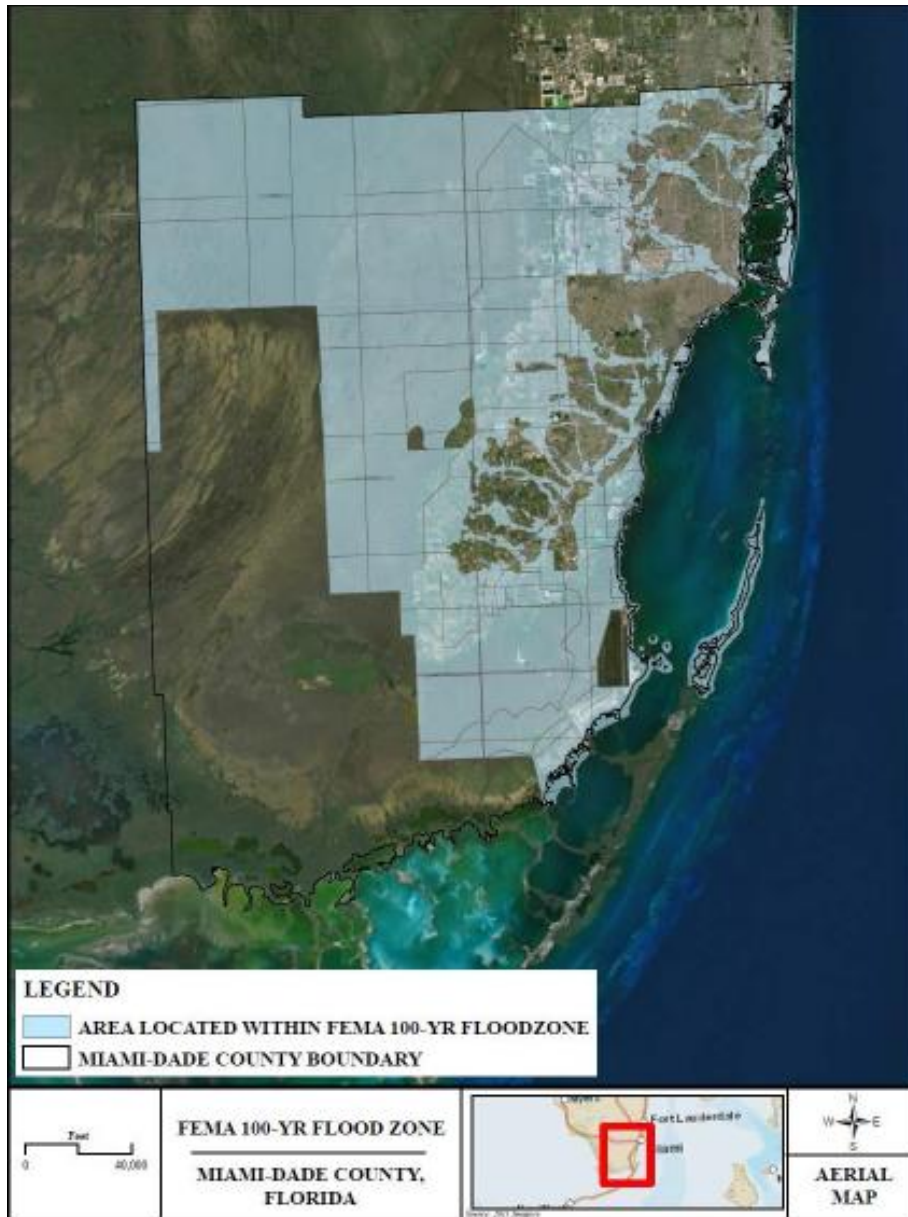 LEGEND
AREA LOCATED WITHIN FEMA 100-YR FLOODZONE
MIAMI-DADE COUNTY BOUNDARY
Feet
0 40,000
FEMA 100-YR FLOOD ZONE
MIAMI-DADE COUNTY,
FLORIDA
Fort Lauderdale
N
W E
S
AERIAL
MAP